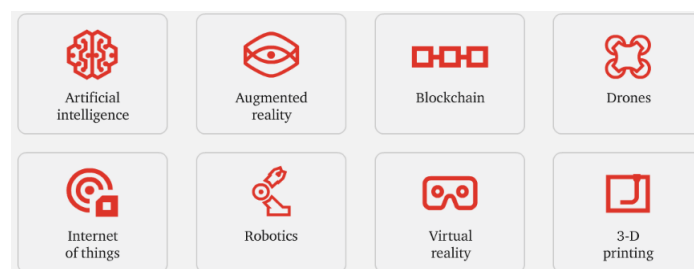 Artificial
intelligence
Augmented
reality
Blockchain
Drones
Internet
of things
Robotics
Virtual
reality
3-D
printing